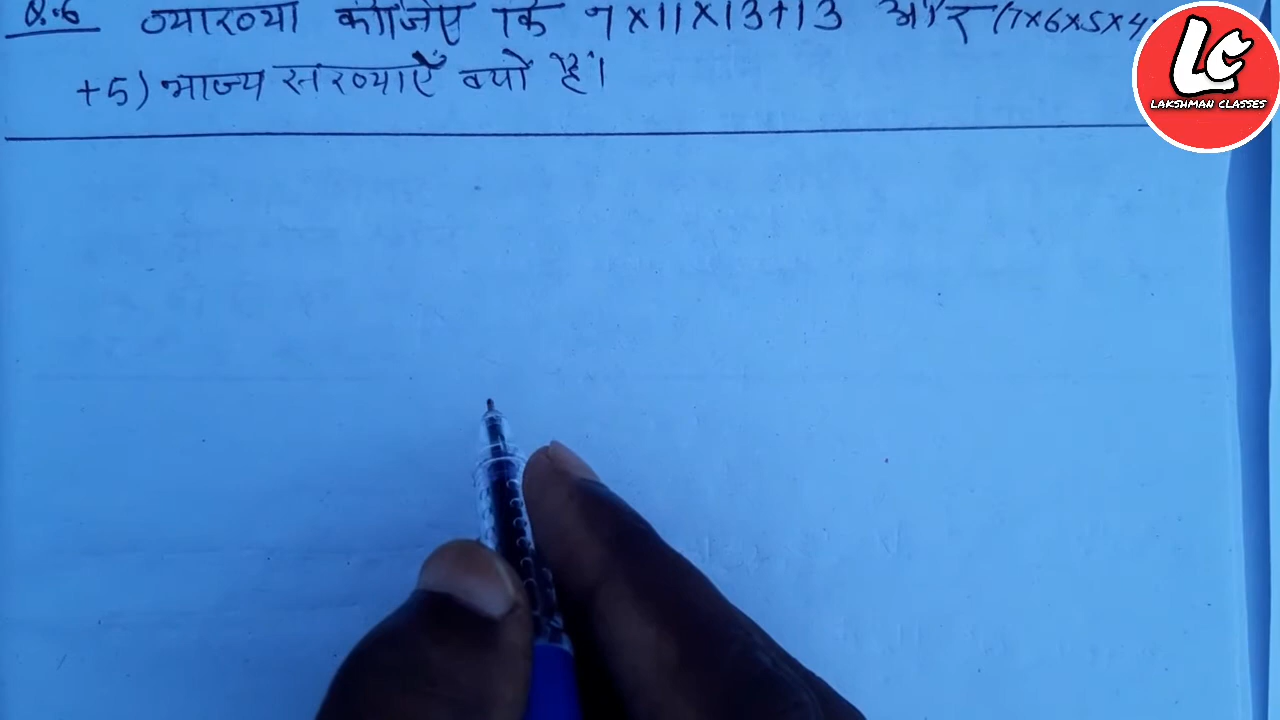 Q.6 व्याख्या कीजिए कि 7×11×13+13 और (7×6×5×4
+5) भाज्य संख्याएँ क्यों हैं।
LC
LAKSHMAN CLASSES